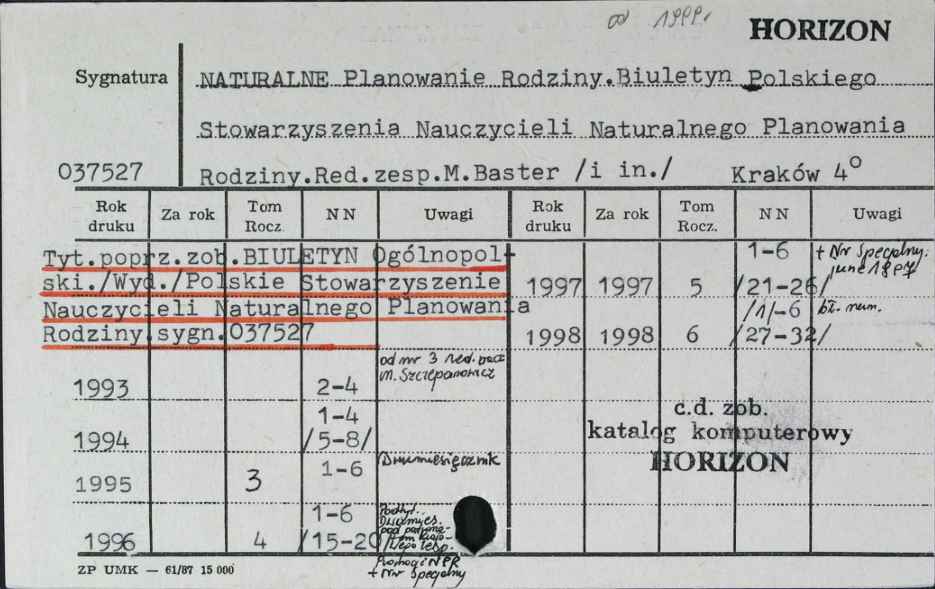 od 1999r
HORIZON
Sygnatura
NATURALNE Planowanie Rodziny.Biuletyn Polskiego
Stowarzyszenia Nauczycieli Naturalnego Planowania
037527
Rodziny.Red.zesp.M.Baster /i in./ Kraków 4°
Rok druku Za rok Tom Rocz. NN Uwagi Rok druku Za rok Tom Rocz. NN Uwagi
Tyt.poprz.zob.BIULETYN Ogólnopol-
ski./Wyd./Polskie Stowarzyszenie
Nauczycieli Naturalnego Planowania
Rodziny.sygn.037527
1993 2-4 od nr 3 red. nacz M. Szczepanowicz
1994 1-4 /5-8/
1995 3 1-6 Dwumiesięcznik
1996 4 1-6 /15-20
+ Nr Specjalny
1997 1997 5 1-6 /21-26/ + Nr Specjalny.
1998 1998 6 /1/-6 /27-32/ bł. num.
c.d. zob.
katalog komputerowy
HORIZON
ZP UMK — 61/87 15 000